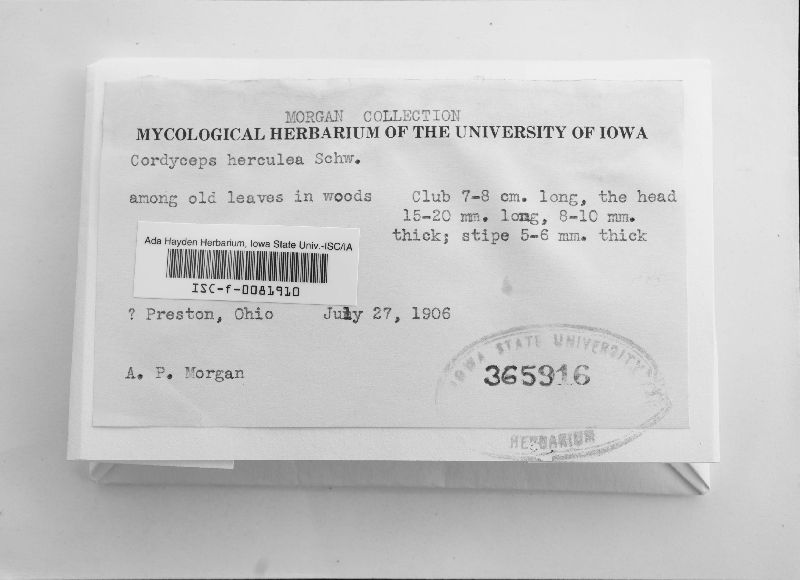 MORGAN COLLECTION
MYCOLOGICAL HERBARIUM OF THE UNIVERSITY OF IOWA
Cordyceps herculea Schw.
among old leaves in woods
Club 7-8 cm. long, the head
15-20 mm. long, 8-10 mm.
thick; stipe 5-6 mm. thick
Ada Hayden Herbarium, Iowa State Univ.-ISC/IA
ISC-f-0081910
? Preston, Ohio July 27, 1906
A. P. Morgan
IOWA STATE UNIVERSITY
365916
HERBARIUM